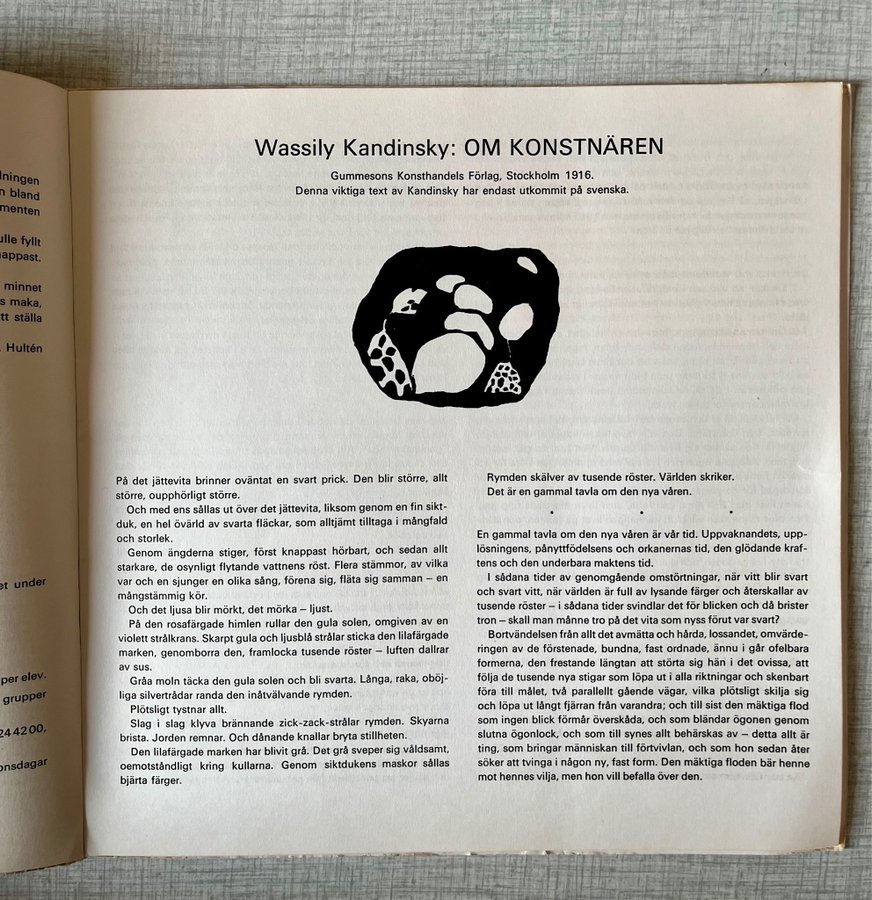 lningen
n bland
menten
ulle fyllt
appast.
minnet
s maka,
tt ställa
. Hultén
et under
per elev.
grupper
24 42 00,
onsdagar
Wassily Kandinsky: OM KONSTNÄREN
Gummesons Konsthandels Förlag, Stockholm 1916.
Denna viktiga text av Kandinsky har endast utkommit på svenska.
På det jättevita brinner oväntat en svart prick. Den blir större, allt
större, oupphörligt större.
Och med ens sållas ut över det jättevita, liksom genom en fin sikt-
duk, en hel övärld av svarta fläckar, som alltjämt tilltaga i mångfald
och storlek.
Genom ängderna stiger, först knappast hörbart, och sedan allt
starkare, de osynligt flytande vattnens röst. Flera stämmor, av vilka
var och en sjunger en olika sång, förena sig, fläta sig samman – en
mångstämmig kör.
Och det ljusa blir mörkt, det mörka – ljust.
På den rosafärgade himlen rullar den gula solen, omgiven av en
violett strålkrans. Skarpt gula och ljusblå strålar sticka den lilafärgade
marken, genomborra den, framlocka tusende röster – luften dallrar
av sus.
Gråa moln täcka den gula solen och bli svarta. Långa, raka, oböj-
liga silvertrådar randa den inåtvälvande rymden.
Plötsligt tystnar allt.
Slag i slag klyva brännande zick-zack-strålar rymden. Skyarna
brista. Jorden remnar. Och dånande knallar bryta stillheten.
Den lilafärgade marken har blivit grå. Det grå sveper sig våldsamt,
oemotståndligt kring kullarna. Genom siktdukens maskor sållas
bjärta färger.
Rymden skälver av tusende röster. Världen skriker.
Det är en gammal tavla om den nya våren.
En gammal tavla om den nya våren är vår tid. Uppvaknandets, upp-
lösningens, pånyttfödelsens och orkanernas tid, den glödande kraf-
tens och den underbara maktens tid.
I sådana tider av genomgående omstörtningar, när vitt blir svart
och svart vitt, när världen är full av lysande färger och återskallar av
tusende röster – i sådana tider svindlar det för blicken och då brister
tron – skall man månne tro på det vita som nyss förut var svart?
Bortvändelsen från allt det avmätta och hårda, lossandet, omvärde-
ringen av de förstenade, bundna, fast ordnade, ännu i går ofelbara
formerna, den frestande längtan att störta sig hän i det ovissa, att
följa de tusende nya stigar som löpa ut i alla riktningar och skenbart
föra till målet, två parallellt gående vägar, vilka plötsligt skilja sig
och löpa ut långt fjärran från varandra; och till sist den mäktiga flod
som ingen blick förmår överskåda, och som bländar ögonen genom
slutna ögonlock, och som till synes allt behärskas av – detta allt är
ting, som bringar människan till förtvivlan, och som hon sedan åter
söker att tvinga i någon ny, fast form. Den mäktiga floden bär henne
mot hennes vilja, men hon vill befalla över den.